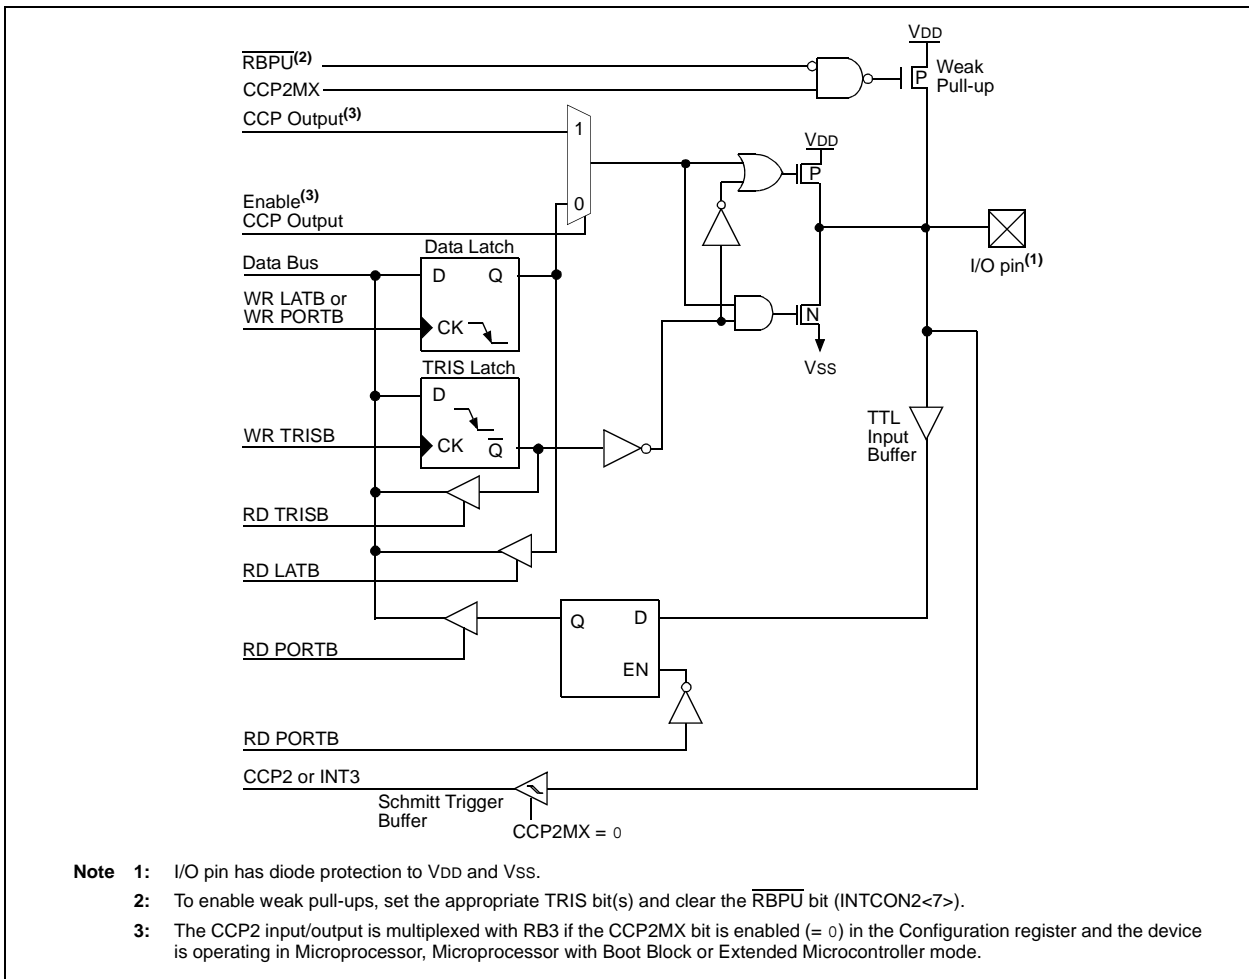 VDD
RBPU(2)
Weak
Pull-up
P
CCP2MX
CCP Output(3)
1
VDD
P
Enable(3)
CCP Output
0
I/O pin(1)
Data Latch
Data Bus
D Q
WR LATB or
WR PORTB
CK
N
VSS
TRIS Latch
D
TTL
Input
Buffer
WR TRISB
CK Q
RD TRISB
RD LATB
Q D
RD PORTB
EN
RD PORTB
CCP2 or INT3
Schmitt Trigger
Buffer
CCP2MX = 0
Note 1: I/O pin has diode protection to VDD and VSS.
2: To enable weak pull-ups, set the appropriate TRIS bit(s) and clear the RBPU bit (INTCON2<7>).
3: The CCP2 input/output is multiplexed with RB3 if the CCP2MX bit is enabled (= 0) in the Configuration register and the device
is operating in Microprocessor, Microprocessor with Boot Block or Extended Microcontroller mode.